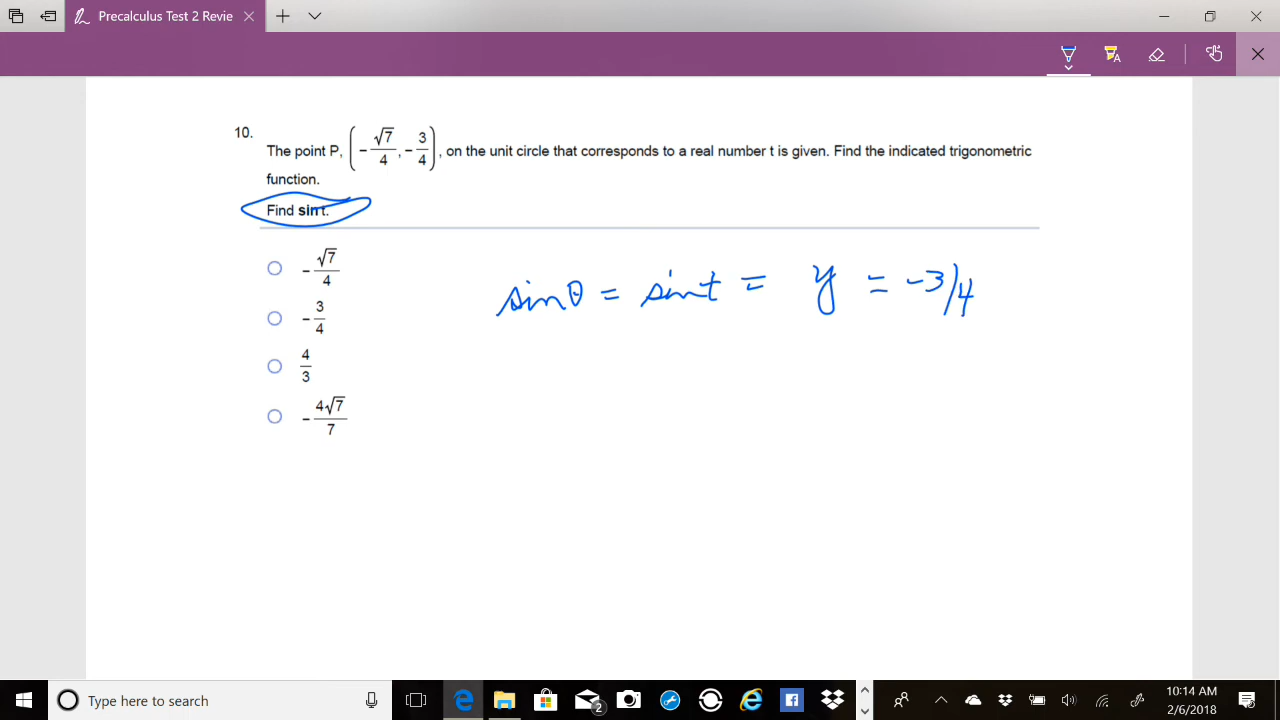 Precalculus Test 2 Revie
10.
The point P, (-√7/4, -3/4), on the unit circle that corresponds to a real number t is given. Find the indicated trigonometric
function.
Find sin t.
-√7/4
-3/4
4/3
-4√7/7
sinθ = sint = y = -3/4
Type here to search
2
10:14 AM
2/6/2018